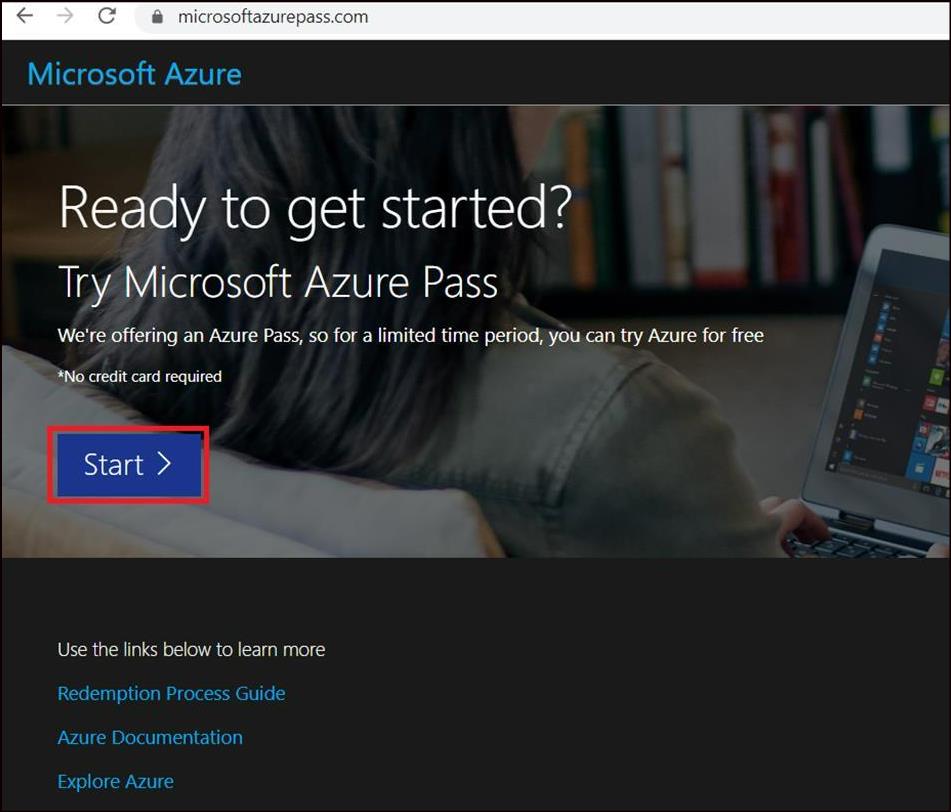 microsoftazurepass.com
Microsoft Azure
Ready to get started?
Try Microsoft Azure Pass
We're offering an Azure Pass, so for a limited time period, you can try Azure for free
*No credit card required
Start
Use the links below to learn more
Redemption Process Guide
Azure Documentation
Explore Azure